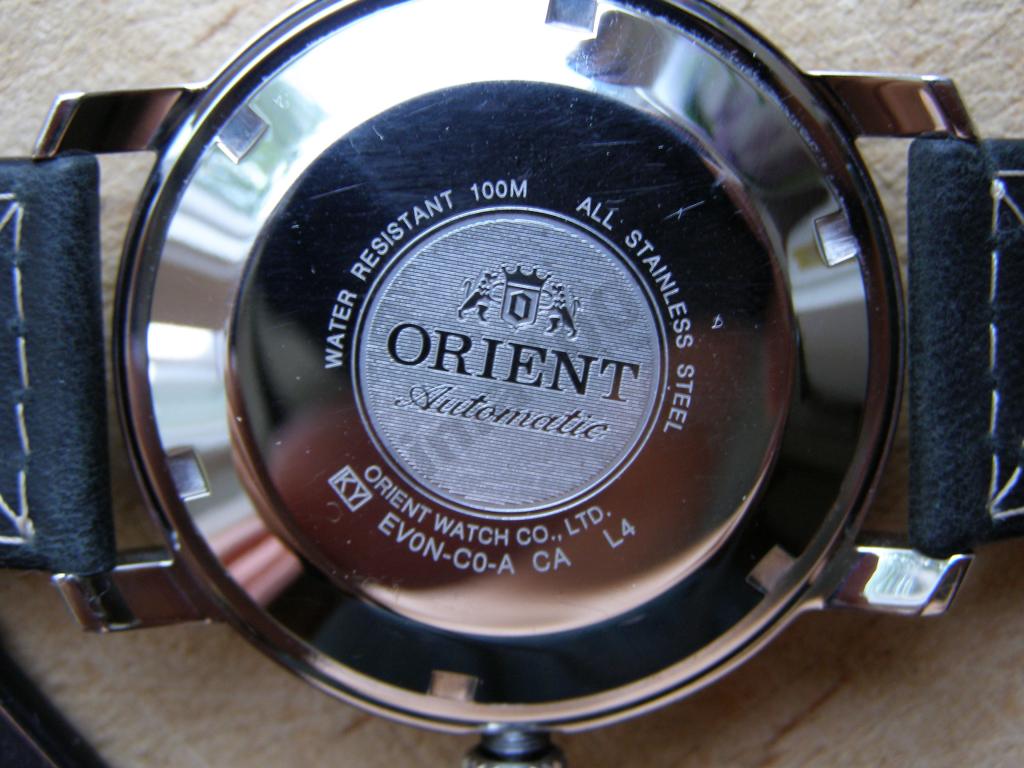 WATER RESISTANT 100M ALL STAINLESS STEEL
ORIENT
Automatic
KY ORIENT WATCH CO., LTD.
EV0N-C0-A CA L4